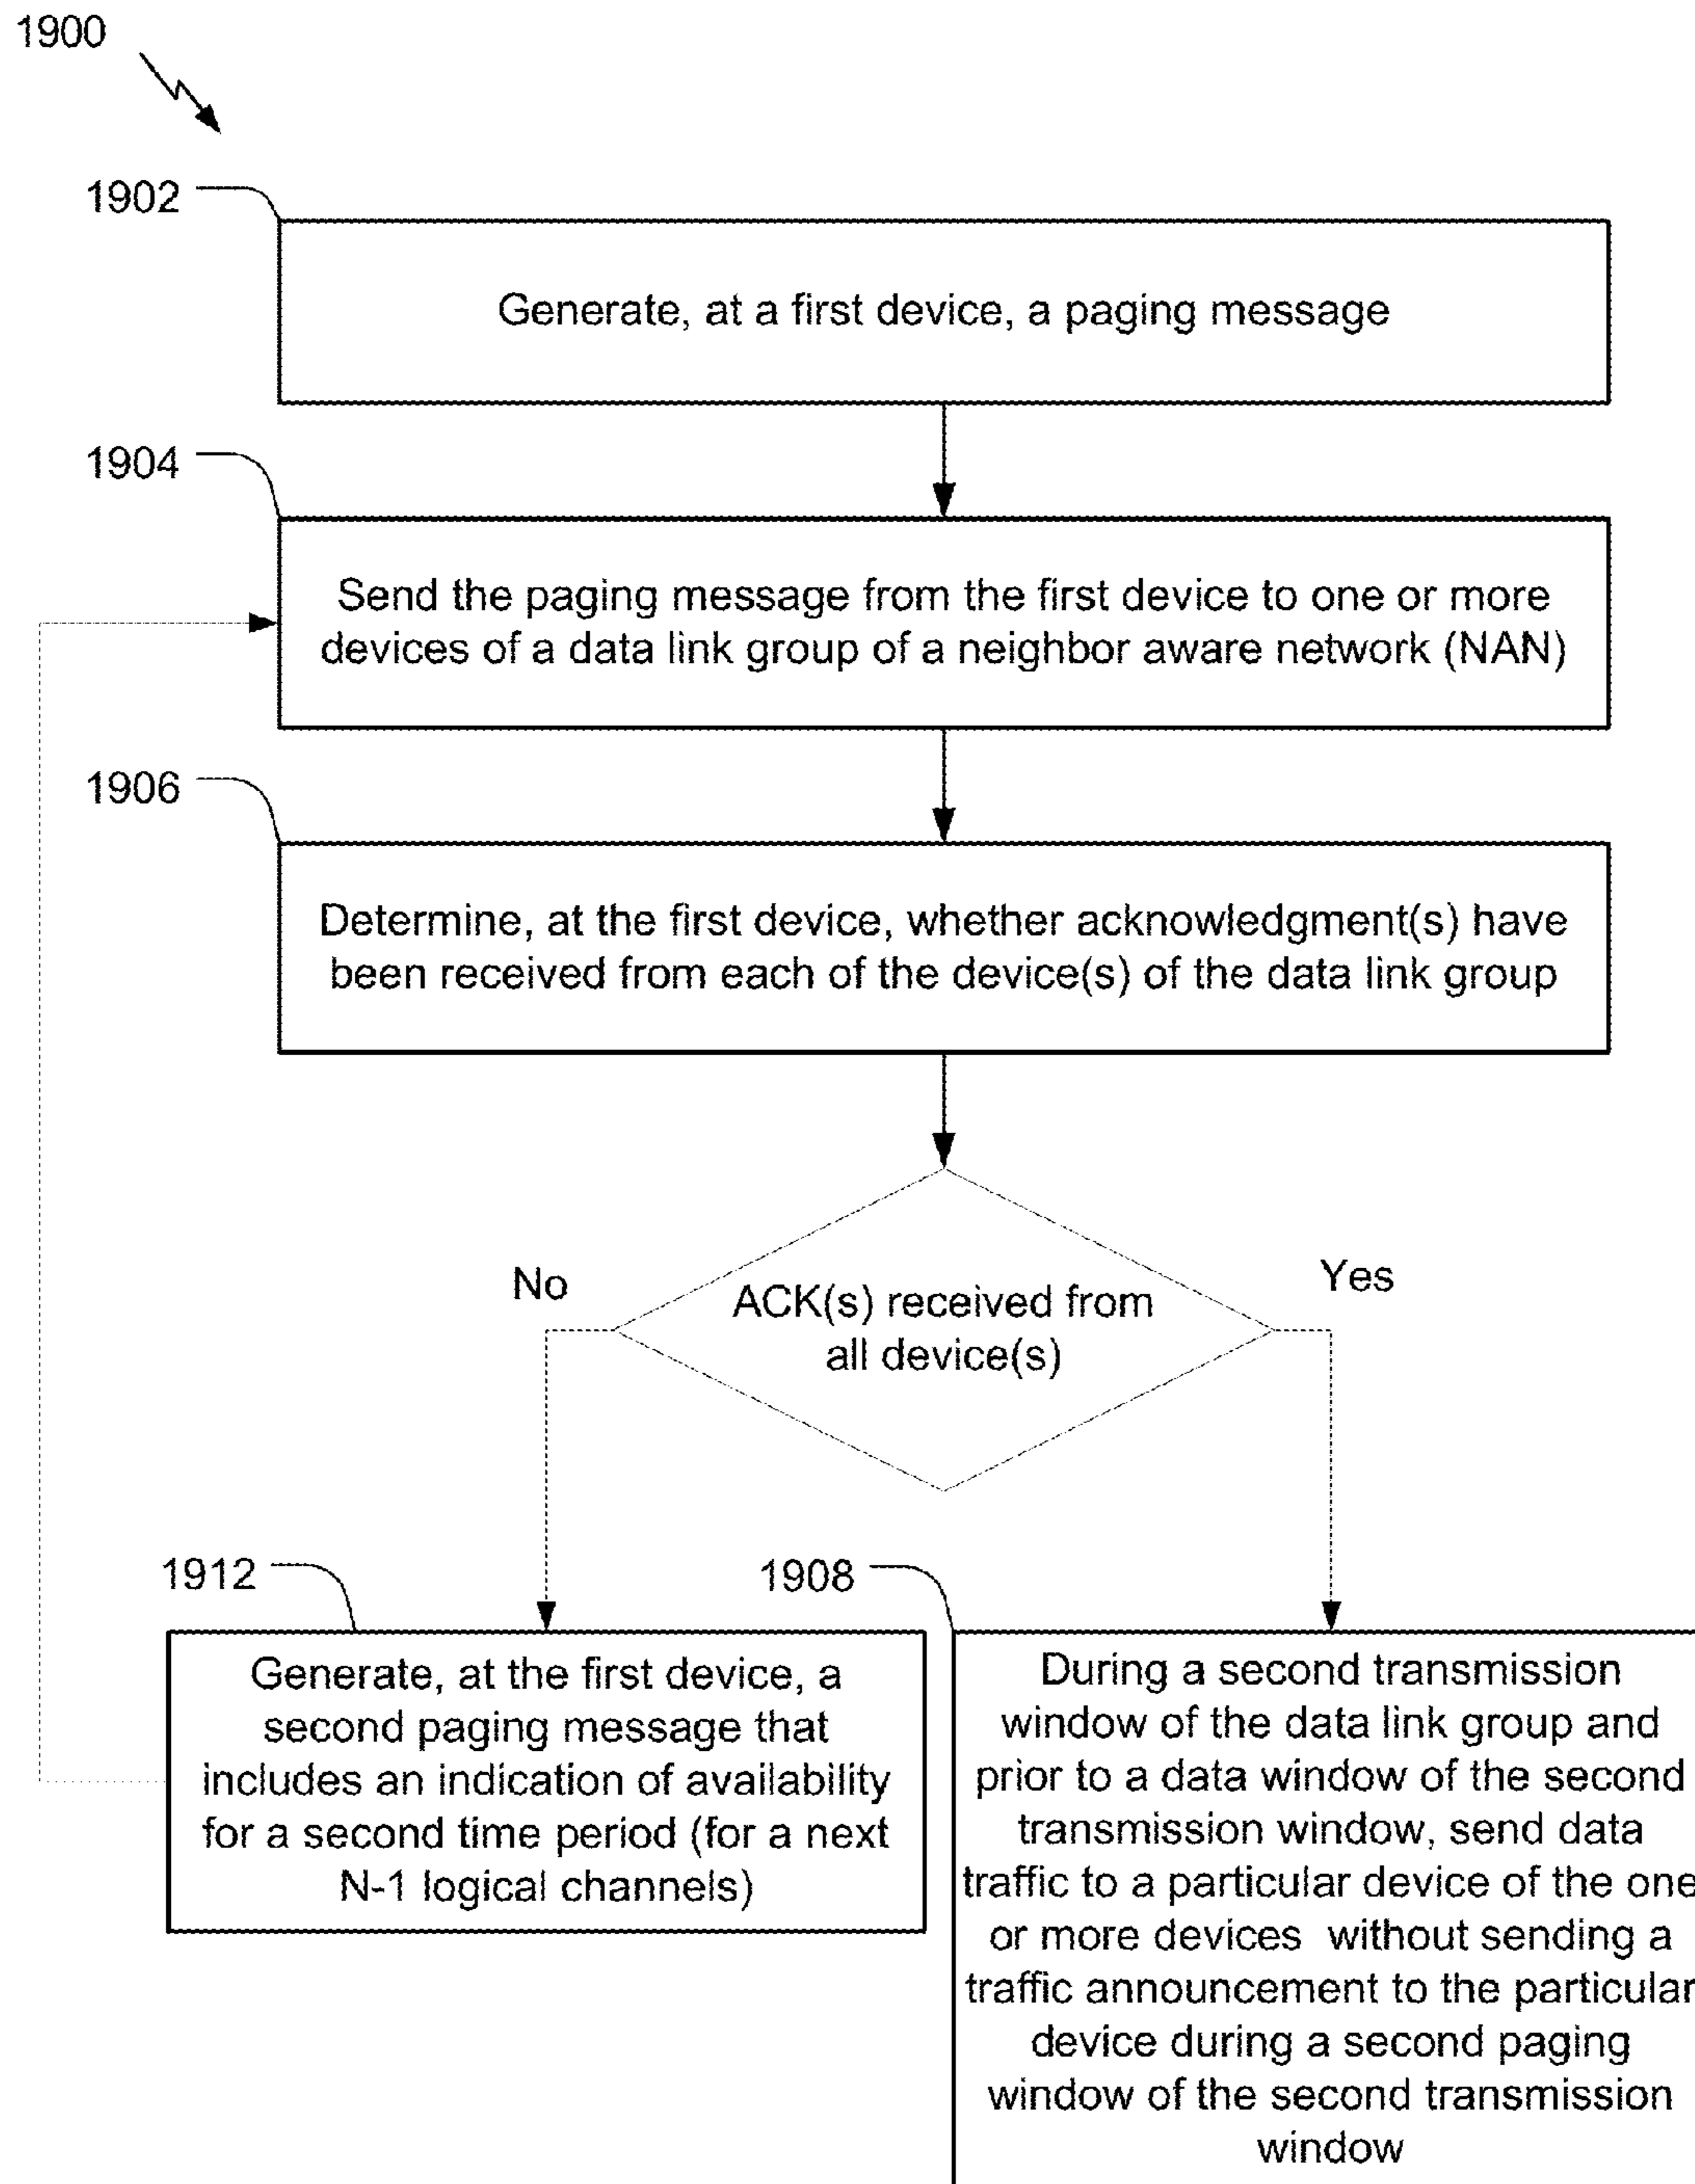 1900
1902
Generate, at a first device, a paging message
1904
Send the paging message from the first device to one or more
devices of a data link group of a neighbor aware network (NAN)
1906
Determine, at the first device, whether acknowledgment(s) have
been received from each of the device(s) of the data link group
No
Yes
ACK(s) received from
all device(s)
1912
Generate, at the first device, a
second paging message that
includes an indication of availability
for a second time period (for a next
N-1 logical channels)
1908
During a second transmission
window of the data link group and
prior to a data window of the second
transmission window, send data
traffic to a particular device of the one
or more devices without sending a
traffic announcement to the particular
device during a second paging
window of the second transmission
window